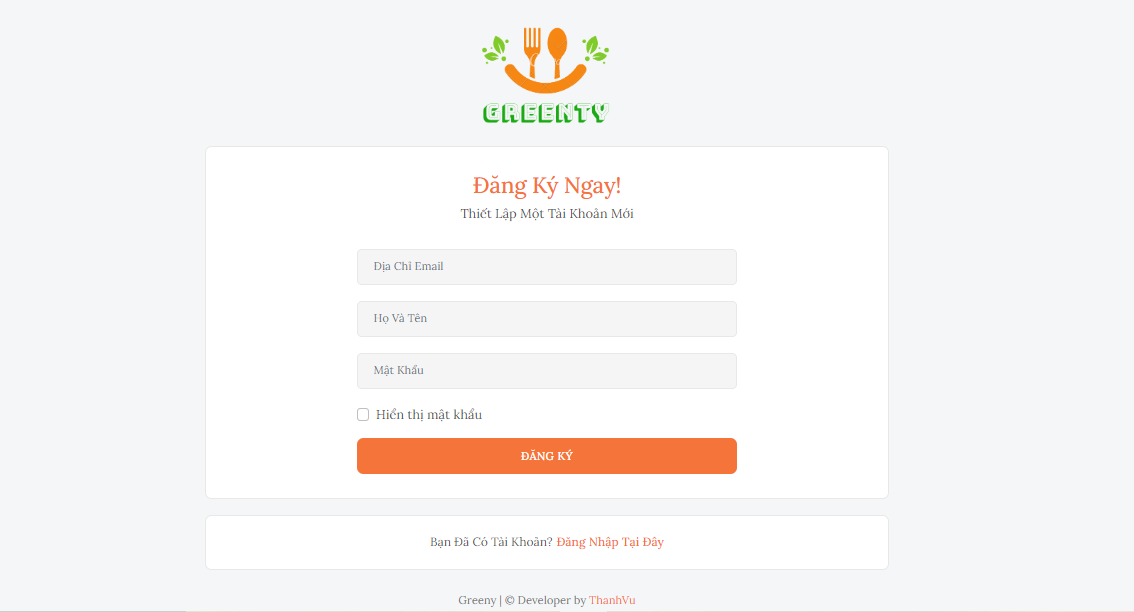 GREENTY
Đăng Ký Ngay!
Thiết Lập Một Tài Khoản Mới
Địa Chỉ Email
Họ Và Tên
Mật Khẩu
Hiển thị mật khẩu
ĐĂNG KÝ
Bạn Đã Có Tài Khoản? Đăng Nhập Tại Đây
Greeny | © Developer by ThanhVu